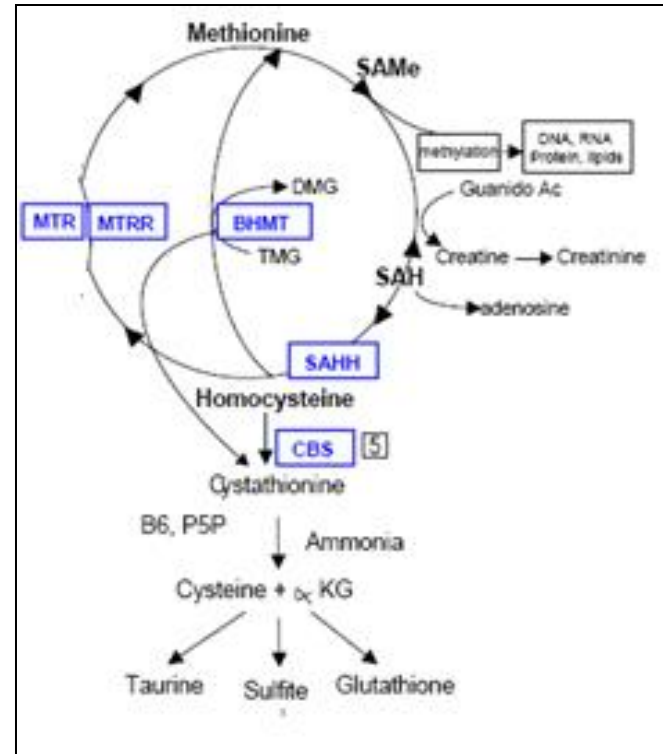 Methionine
SAMe
methylation
DNA, RNA
Protein, lipids
Guanido Ac
DMG
MTR
MTRR
BHMT
TMG
Creatine
Creatinine
SAH
adenosine
SAHH
Homocysteine
CBS
5
Cystathionine
B6, P5P
Ammonia
Cysteine + ∝ KG
Taurine
Sulfite
Glutathione